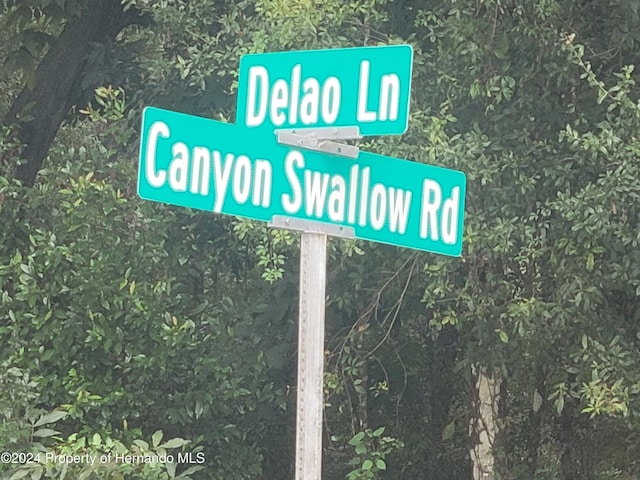 Delao Ln
Canyon Swallow Rd
©2024 Property of Hernando MLS